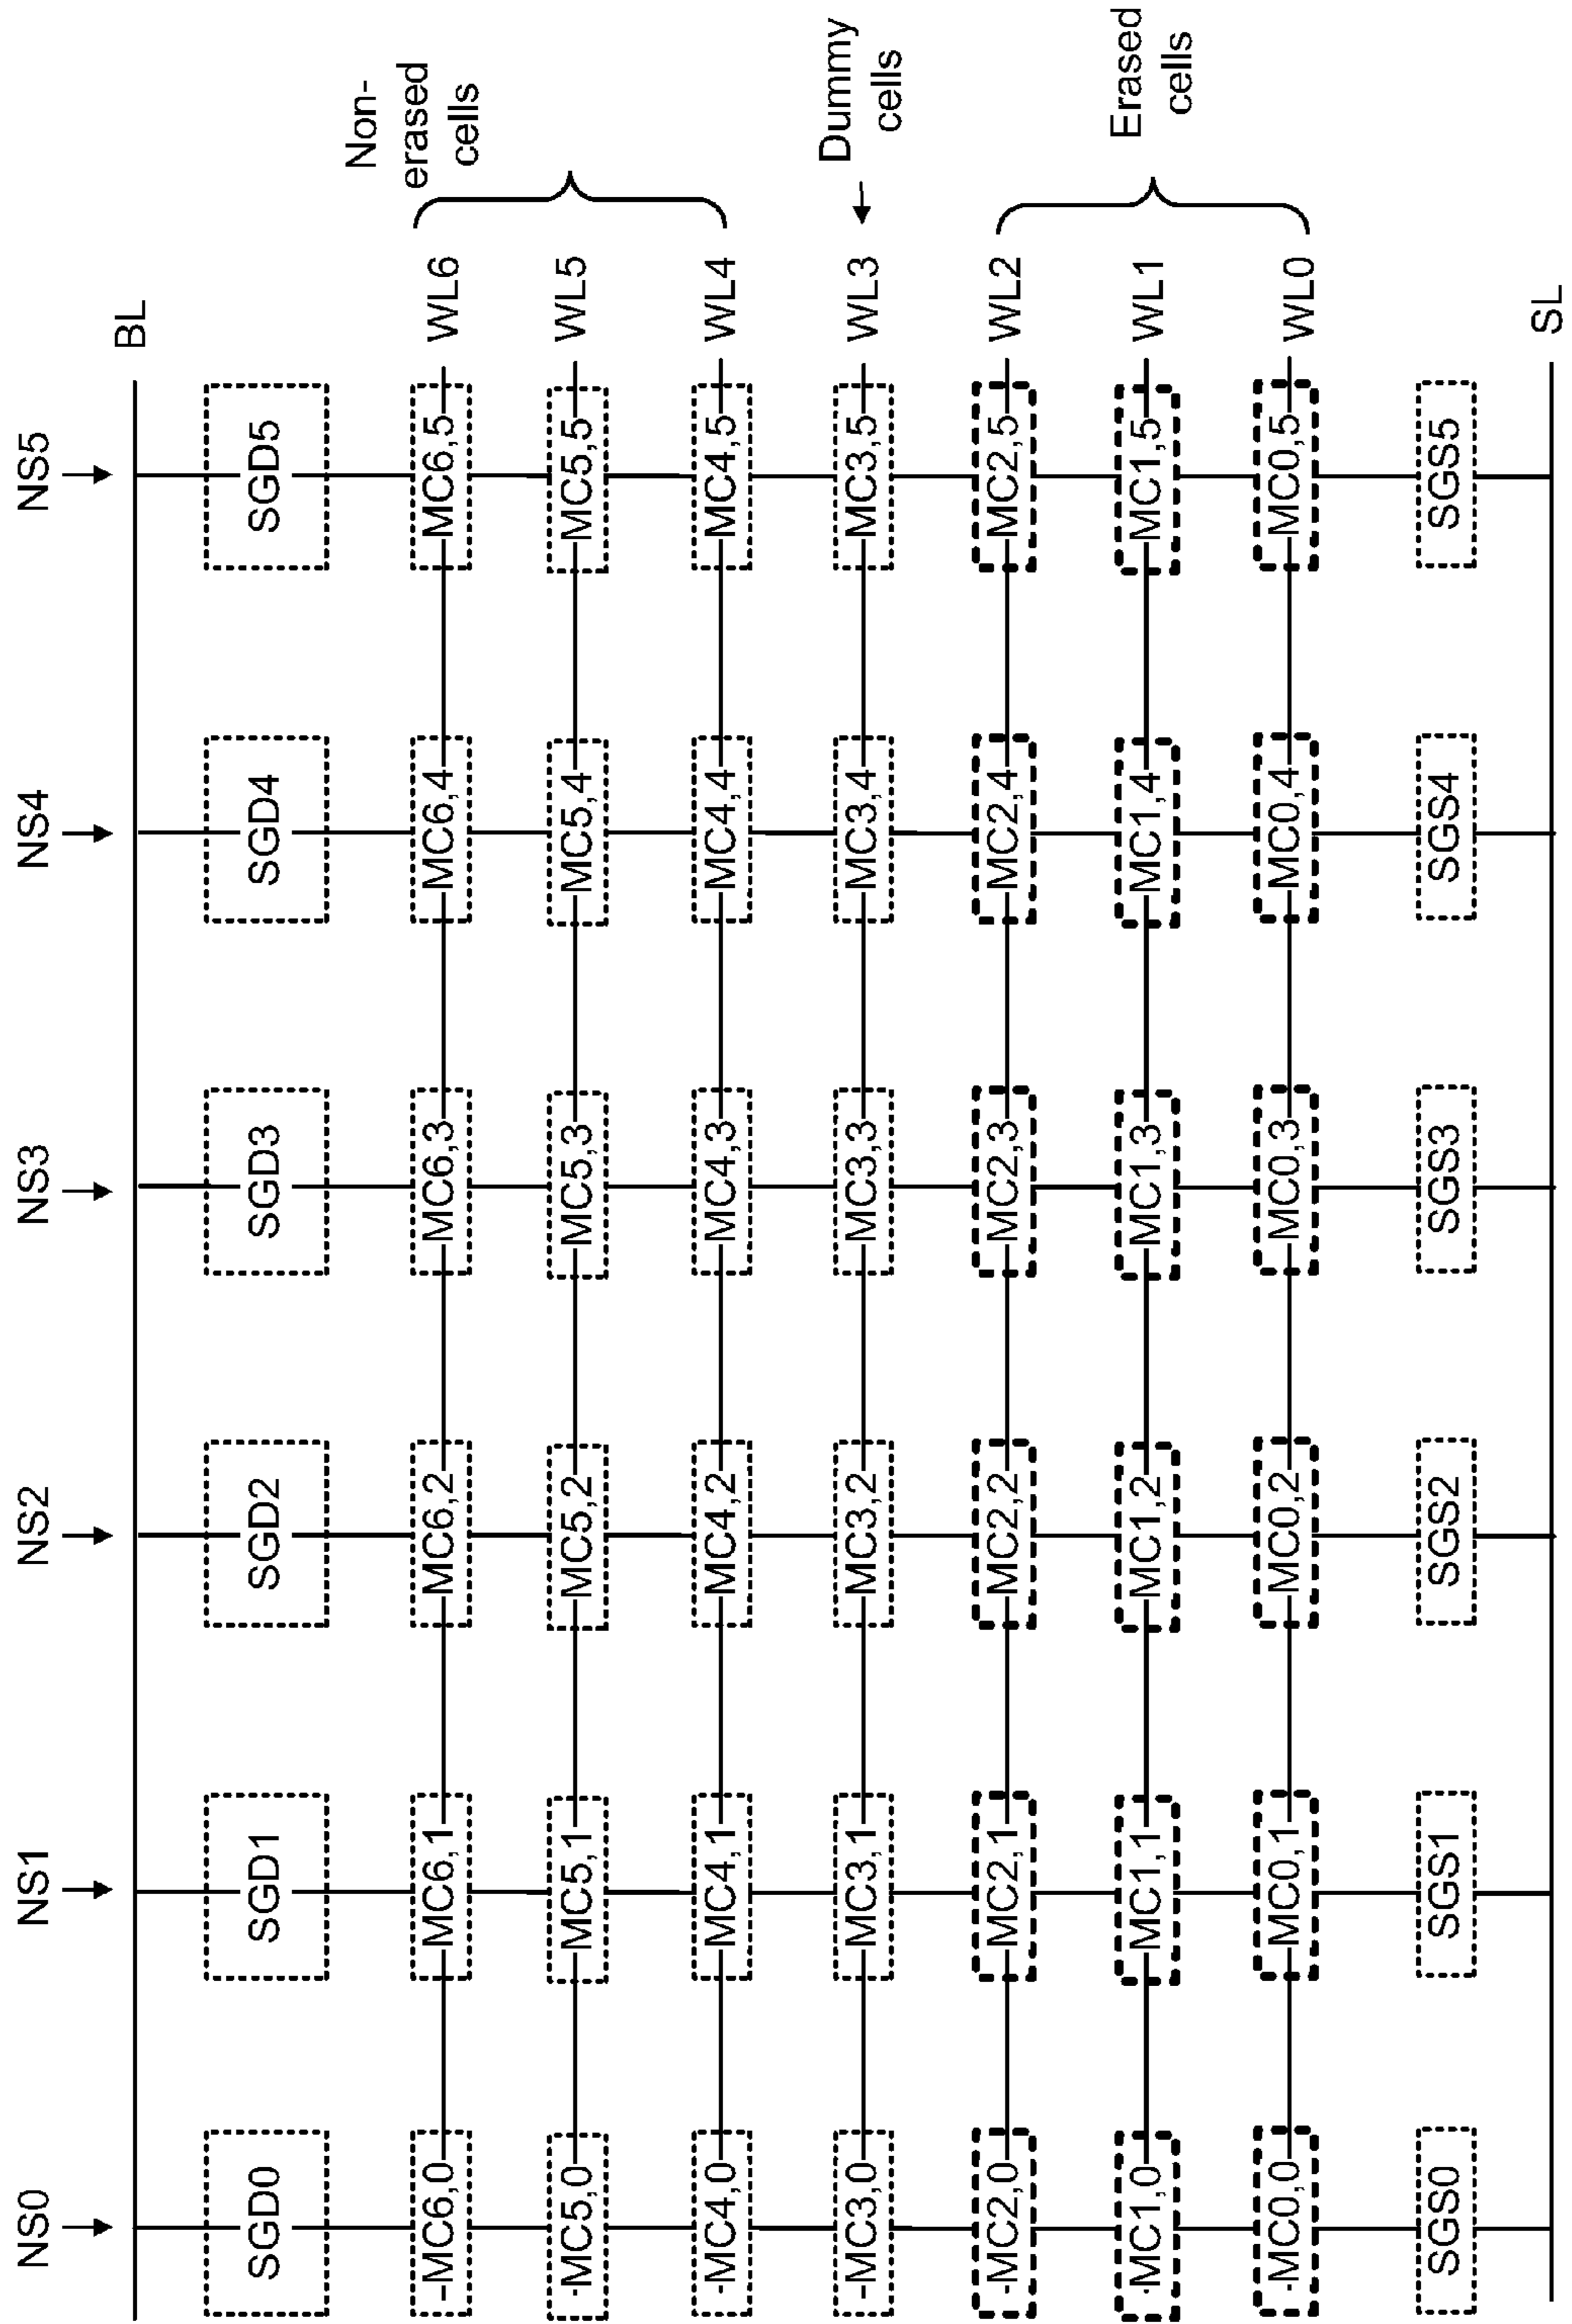 NS0 NS1 NS2 NS3 NS4 NS5
BL
SGD0 SGD1 SGD2 SGD3 SGD4 SGD5
Non-
erased
cells
MC6,0 MC6,1 MC6,2 MC6,3 MC6,4 MC6,5 WL6
MC5,0 MC5,1 MC5,2 MC5,3 MC5,4 MC5,5 WL5
MC4,0 MC4,1 MC4,2 MC4,3 MC4,4 MC4,5 WL4
Dummy
cells
MC3,0 MC3,1 MC3,2 MC3,3 MC3,4 MC3,5 WL3
MC2,0 MC2,1 MC2,2 MC2,3 MC2,4 MC2,5 WL2
Erased
cells
MC1,0 MC1,1 MC1,2 MC1,3 MC1,4 MC1,5 WL1
MC0,0 MC0,1 MC0,2 MC0,3 MC0,4 MC0,5 WL0
SGS0 SGS1 SGS2 SGS3 SGS4 SGS5
SL